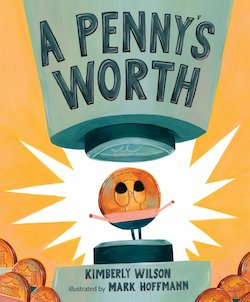 A PENNY'S
WORTH
KIMBERLY WILSON
illustrated by MARK HOFFMANN